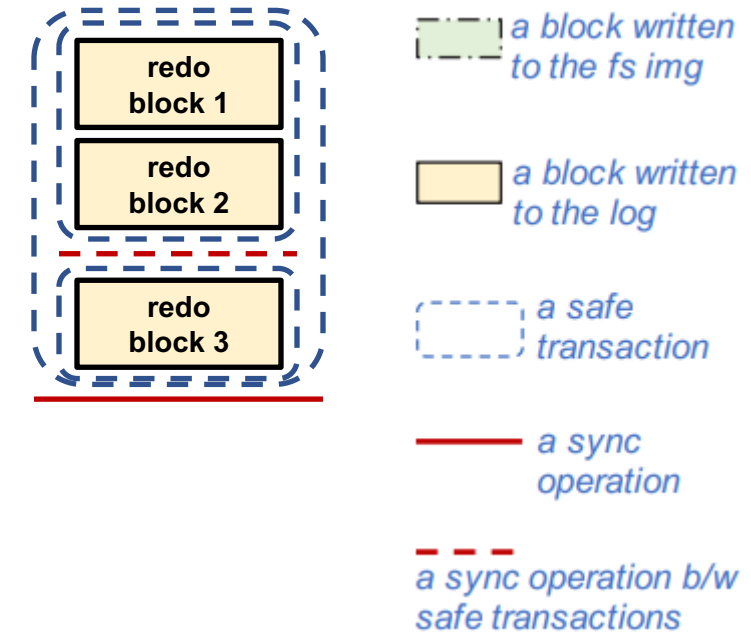 redo
block 1
redo
block 2
redo
block 3
a block written
to the fs img
a block written
to the log
a safe
transaction
a sync
operation
a sync operation b/w
safe transactions